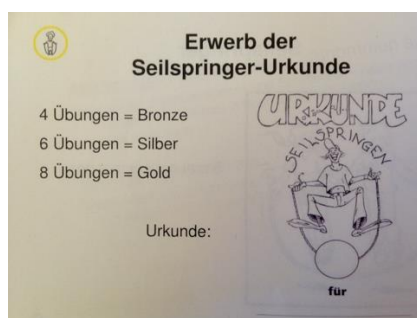 Erwerb der
Seilspringer-Urkunde
4 Übungen = Bronze
6 Übungen = Silber
8 Übungen = Gold
Urkunde:
URKUNDE
SEILSPRINGEN
für